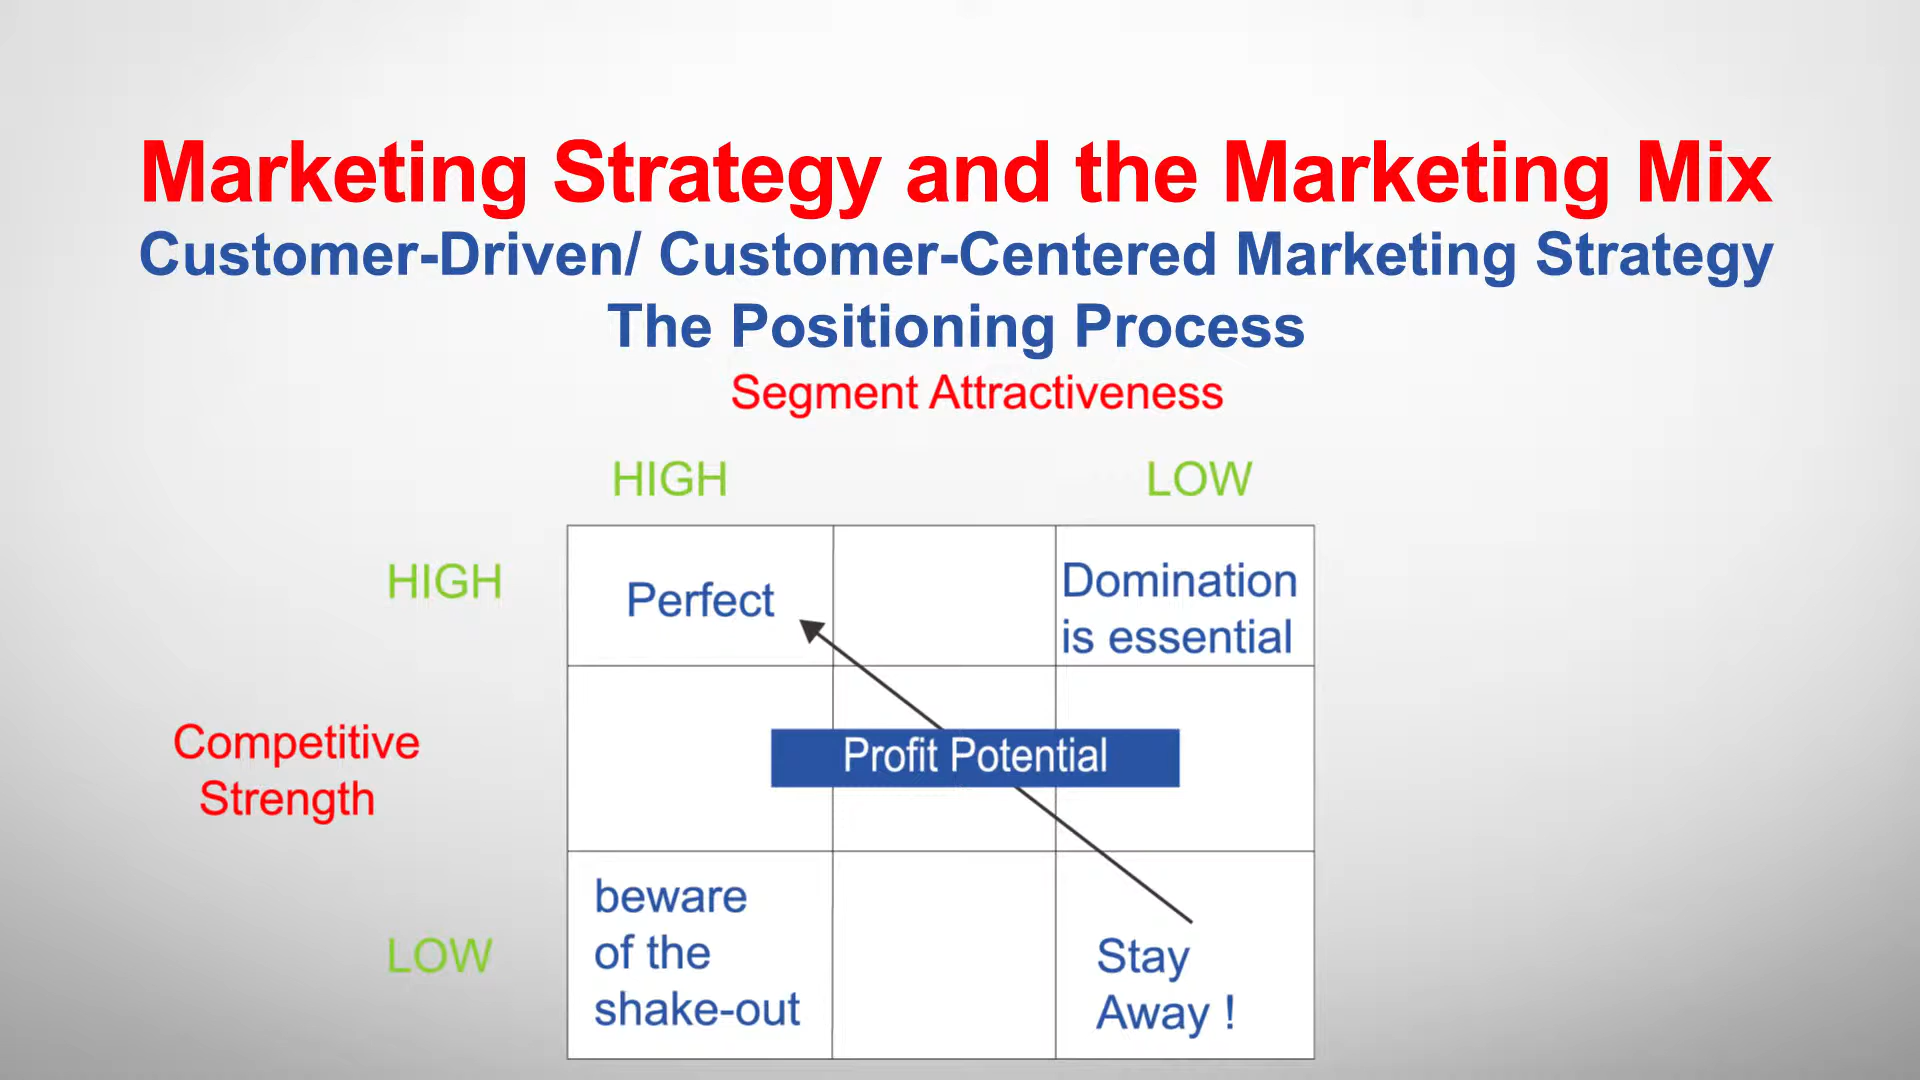 Marketing Strategy and the Marketing Mix
Customer-Driven/ Customer-Centered Marketing Strategy
The Positioning Process
Segment Attractiveness
HIGH
LOW
HIGH
Perfect
Domination
is essential
Competitive
Strength
Profit Potential
LOW
beware
of the
shake-out
Stay
Away !